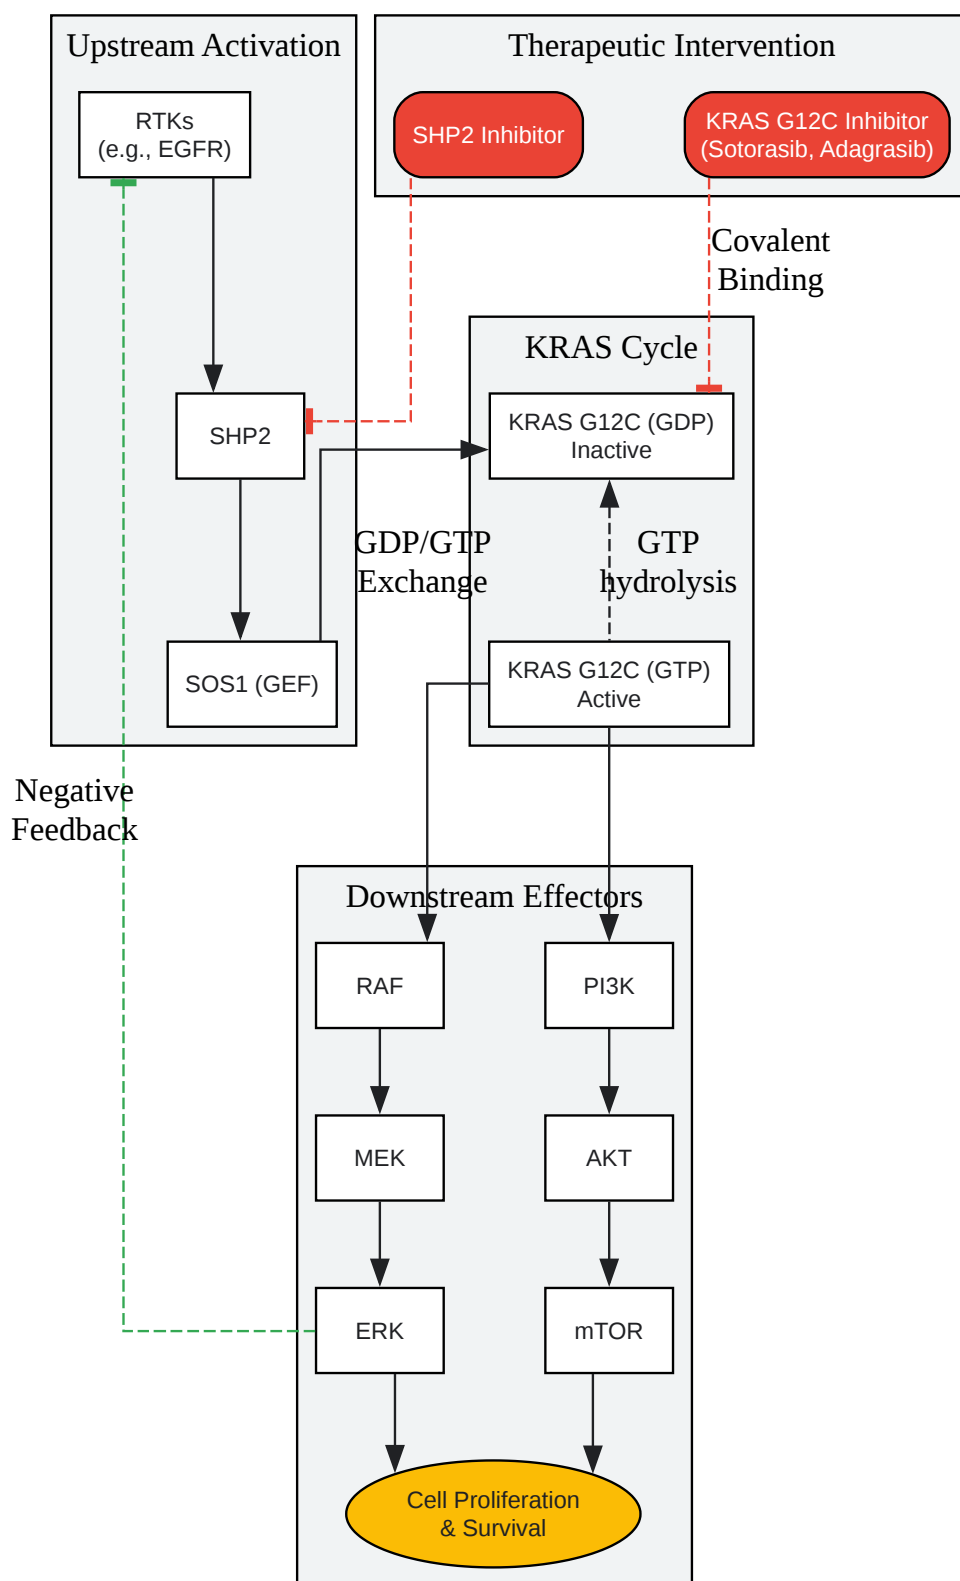 Upstream Activation
Therapeutic Intervention
RTKs
(e.g., EGFR)
SHP2 Inhibitor
KRAS G12C Inhibitor
(Sotorasib, Adagrasib)
Covalent
Binding
KRAS Cycle
SHP2
KRAS G12C (GDP)
Inactive
GDP/GTP
Exchange
GTP
hydrolysis
SOS1 (GEF)
KRAS G12C (GTP)
Active
Negative
Feedback
Downstream Effectors
RAF
PI3K
MEK
AKT
ERK
mTOR
Cell Proliferation
& Survival